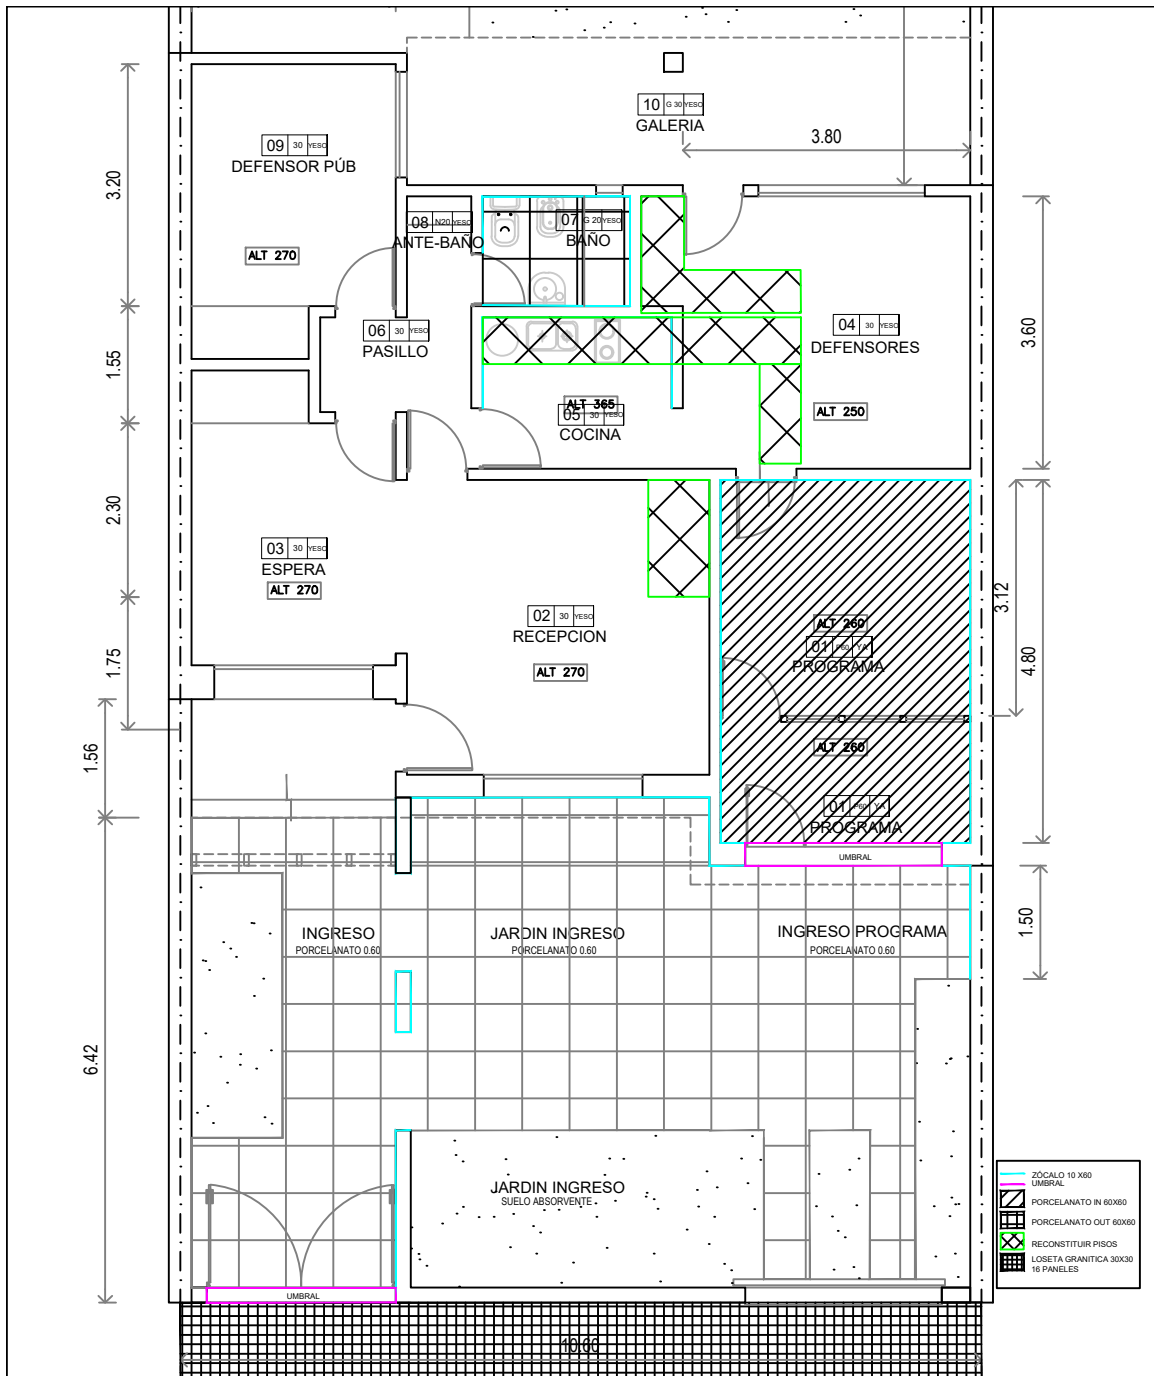 10 G 30 YESO
GALERIA
3.80
09 30 YESO
DEFENSOR PÚB
3.20
08 N20 YESO
ANTE-BAÑO
07 G 20 YESO
BAÑO
ALT 270
06 30 YESO
PASILLO
04 30 YESO
DEFENSORES
3.60
1.55
ALT 365
05 30 YESO
COCINA
ALT 250
2.30
03 30 YESO
ESPERA
ALT 270
02 30 YESO
RECEPCION
ALT 270
3.12
4.80
ALT 260
01 P60 YA
PROGRAMA
1.75
1.56
ALT 260
01 P60 YA
PROGRAMA
UMBRAL
INGRESO
PORCELANATO 0.60
JARDIN INGRESO
PORCELANATO 0.60
INGRESO PROGRAMA
PORCELANATO 0.60
1.50
6.42
JARDIN INGRESO
SUELO ABSORVENTE
UMBRAL
ZÓCALO 10 X60
UMBRAL
PORCELANATO IN 60X60
PORCELANATO OUT 60X60
RECONSTITUIR PISOS
LOSETA GRANITICA 30X30
16 PANELES
10.60